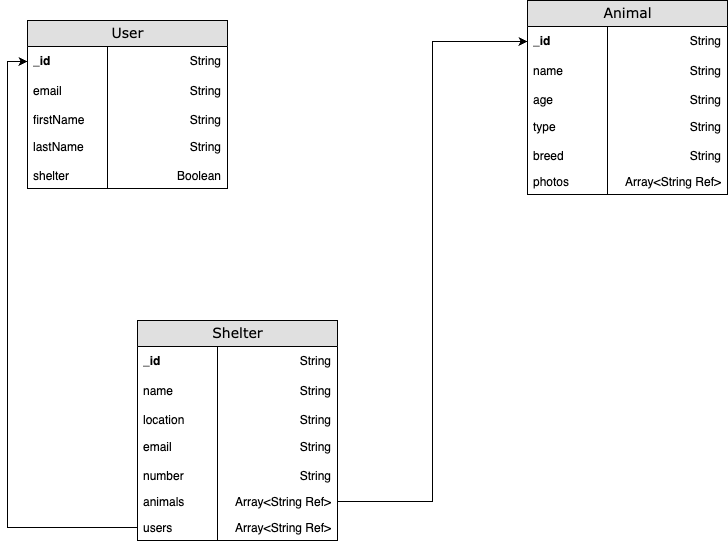 User
_id String
email String
firstName String
lastName String
shelter Boolean
Animal
_id String
name String
age String
type String
breed String
photos Array<String Ref>
Shelter
_id String
name String
location String
email String
number String
animals Array<String Ref>
users Array<String Ref>